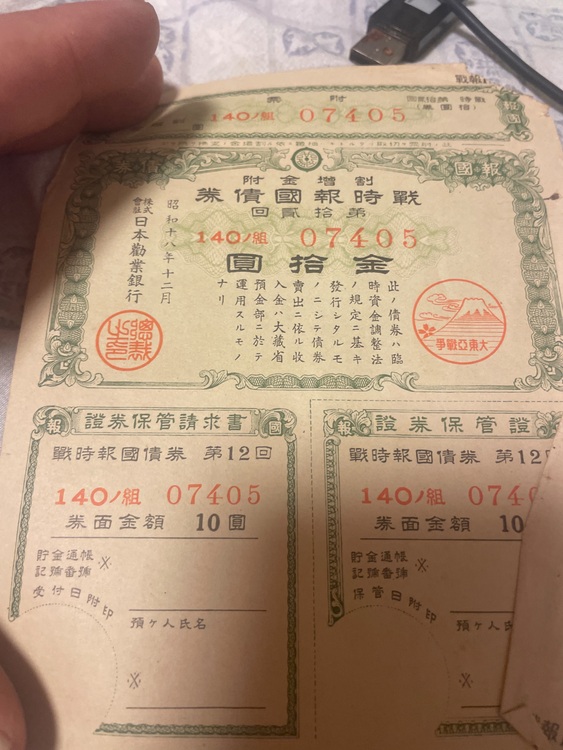 附票
140ノ組 07405
報國
割増金附
戰時報國債券
第拾貳回
140ノ組 07405
金拾圓
此ノ債券ハ臨
時資金調整法
ノ規定ニ基キ
發行シタルモ
ノニシテ債券
賣出ニ依ル收
入金ハ大藏省
預金部ニ於テ
運用スルモノ
ナリ
大東亞戰爭
昭和十八年十二月
株式會社日本勸業銀行
總裁之印
報 證券保管請求書 國
戰時報國債券 第12回
140ノ組 07405
券面金額 10圓
貯金通帳
記號番號 ※
受付日附印
預ケ人氏名
※
報 證券保管證
戰時報國債券 第12
140ノ組 074
券面金額 10
貯金通帳
記號番號 ※
保管日附印
預ケ人氏
※